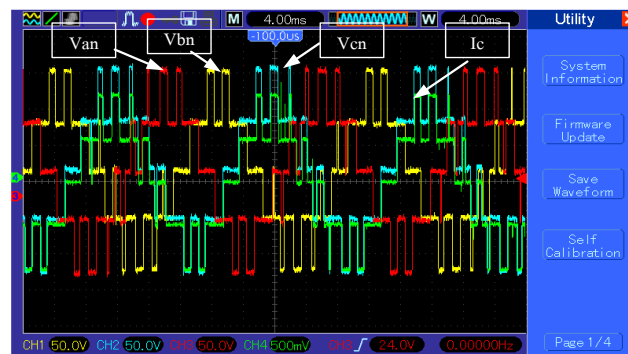 M 4.00ms W 4.00ms Utility
-100.0us
Van Vbn Vcn Ic
System
Information
Firmware
Update
Save
Waveform
Self
Calibration
4
CH1 50.0V CH2 50.0V CH3 50.0V CH4 500mV CH3 24.0V 0.00000Hz Page 1/4